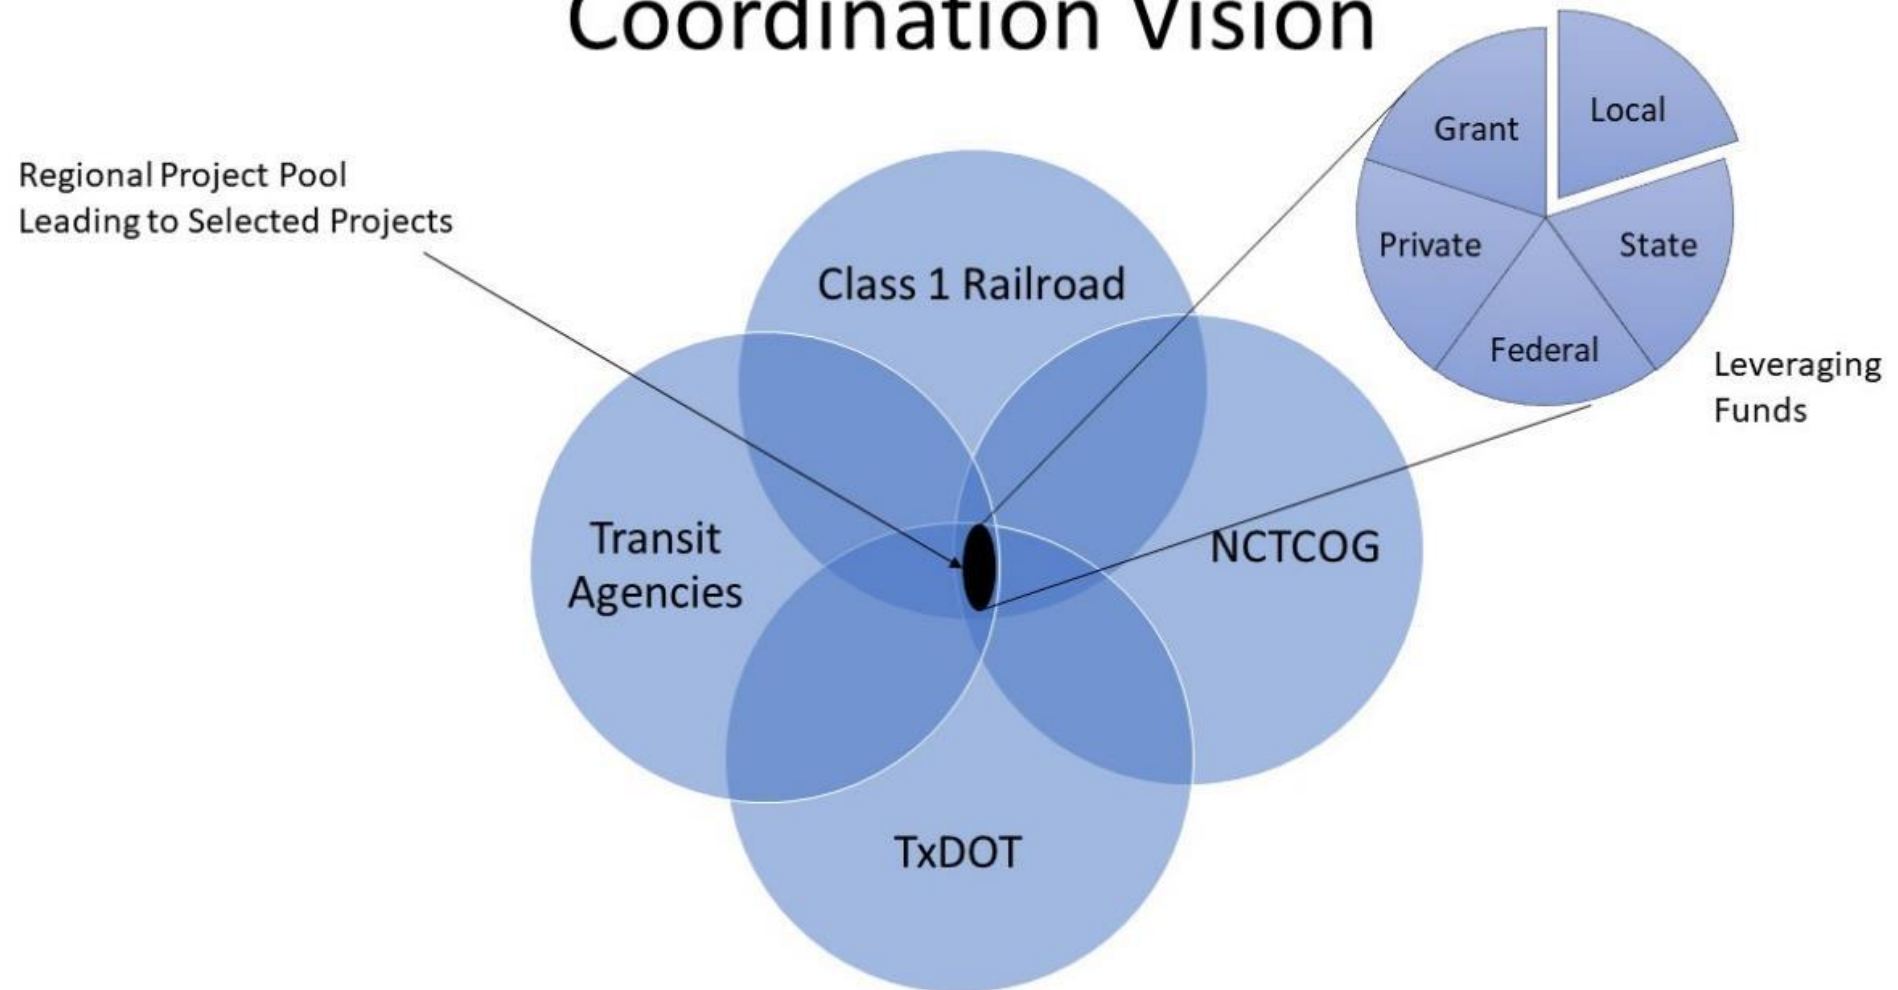 Coordination Vision
Regional Project Pool
Leading to Selected Projects
Class 1 Railroad
Transit
Agencies
NCTCOG
TxDOT
Grant
Local
Private
State
Federal
Leveraging
Funds